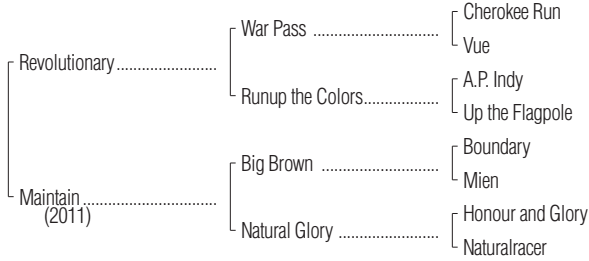 Cherokee Run
War Pass
Vue
Revolutionary
A.P. Indy
Runup the Colors
Up the Flagpole
Boundary
Big Brown
Mien
Maintain
(2011)
Honour and Glory
Natural Glory
Naturalracer